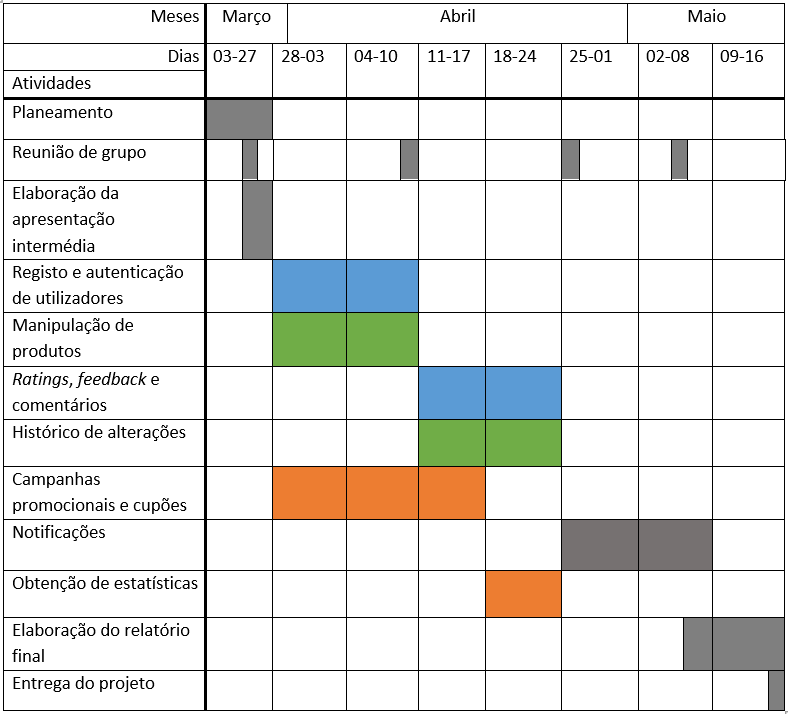 Meses Março Abril Maio
Dias 03-27 28-03 04-10 11-17 18-24 25-01 02-08 09-16
Atividades
Planeamento
Reunião de grupo
Elaboração da
apresentação
intermédia
Registo e autenticação
de utilizadores
Manipulação de
produtos
Ratings, feedback e
comentários
Histórico de alterações
Campanhas
promocionais e cupões
Notificações
Obtenção de estatísticas
Elaboração do relatório
final
Entrega do projeto